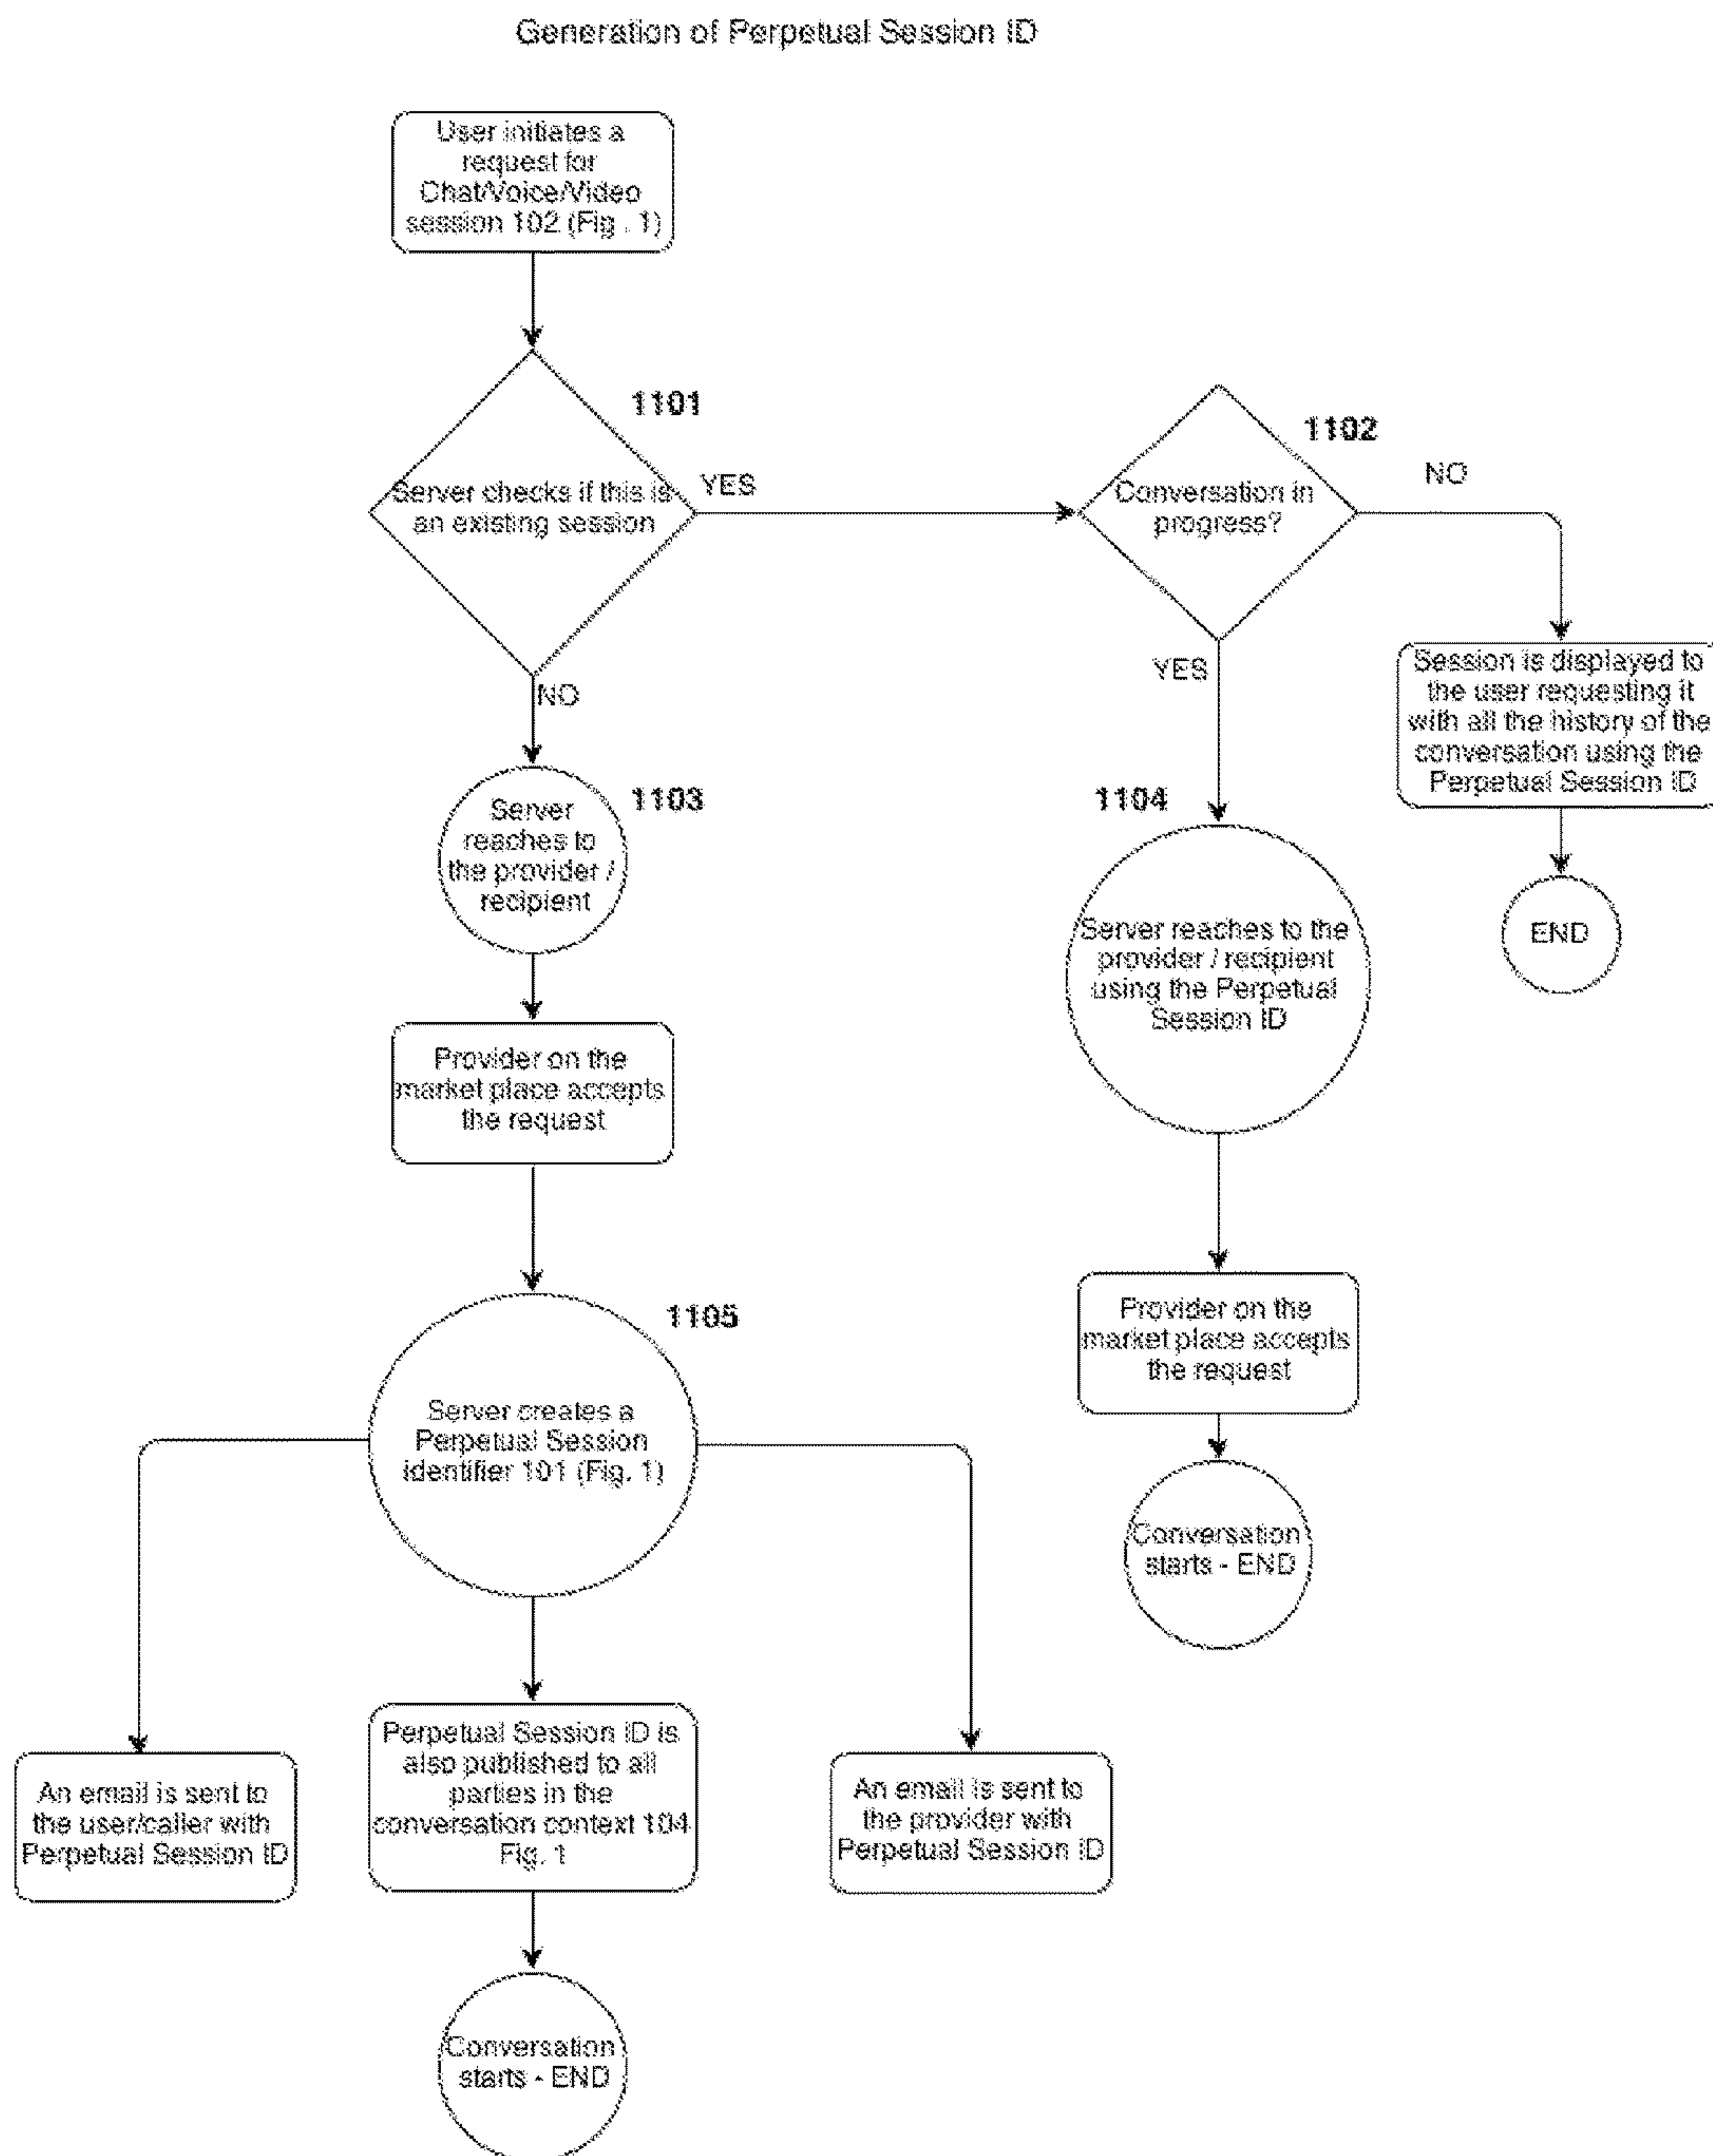 Generation of Perpetual Session ID
User initiates a
request for
Chat/Voice/Video
session 102 (Fig . 1)
1101
Server checks if this is
an existing session
YES
NO
1102
Conversation in
progress?
NO
YES
Session is displayed to
the user requesting it
with all the history of the
conversation using the
Perpetual Session ID
END
1103
Server
reaches to
the provider /
recipient
1104
Server reaches to the
provider / recipient
using the Perpetual
Session ID
Provider on the
market place accepts
the request
Provider on the
market place accepts
the request
1105
Server creates a
Perpetual Session
identifier 101 (Fig. 1)
Conversation
starts - END
An email is sent to
the user/caller with
Perpetual Session ID
Perpetual Session ID is
also published to all
parties in the
conversation context 104
Fig. 1
An email is sent to
the provider with
Perpetual Session ID
Conversation
starts - END